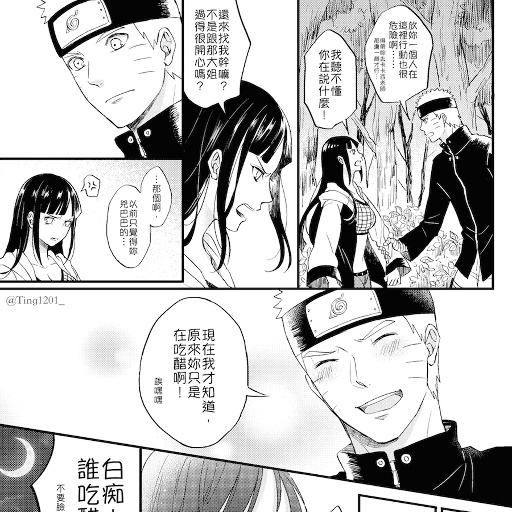 放妳一個人在
這裡行動也很
危險啊……
我聽不懂
你在說什麼！
還來找我幹嘛？
不是跟那大姐
過得很開心嗎？
…那個啊
以前只覺得妳
兇巴巴的…
@Ting1201_
現在我才知道，
原來妳只是
在吃醋啊！
誒嘿嘿
白痴
誰吃醋
不要臉